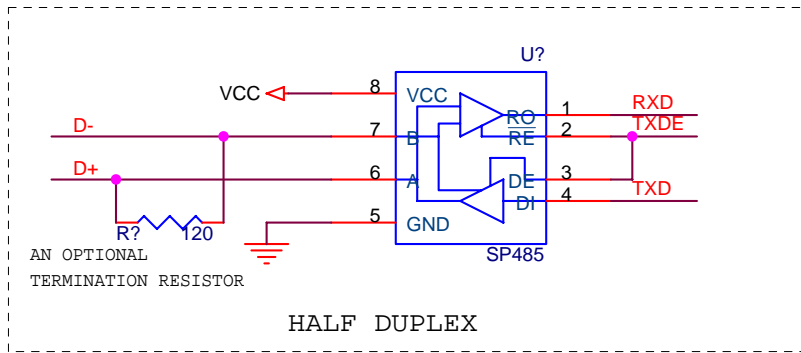 U?
VCC
8
VCC
D-
7
B
RO
1
RXD
RE
2
TXDE
D+
6
A
DE
3
DI
4
TXD
5
GND
R?
120
SP485
AN OPTIONAL
TERMINATION RESISTOR
HALF DUPLEX